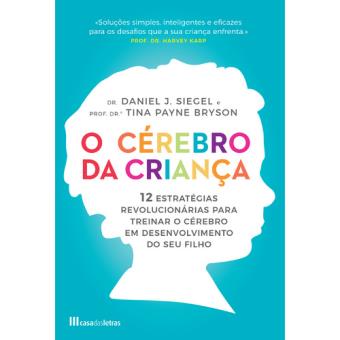 «Soluções simples, inteligentes e eficazes
para os desafios que a sua criança enfrenta.»
PROF. DR. HARVEY KARP
DR. DANIEL J. SIEGEL e
PROF. DR.ª TINA PAYNE BRYSON
O CÉREBRO
DA CRIANÇA
12 ESTRATÉGIAS
REVOLUCIONÁRIAS PARA
TREINAR O CÉREBRO
EM DESENVOLVIMENTO
DO SEU FILHO
casadasletras